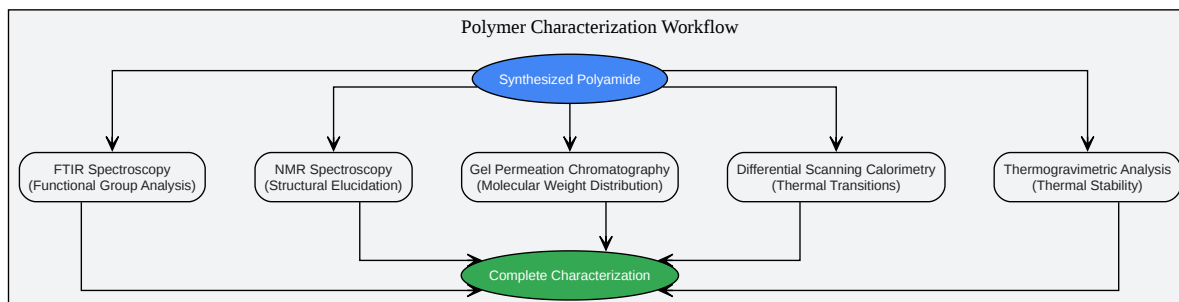 Polymer Characterization Workflow
Synthesized Polyamide
FTIR Spectroscopy
(Functional Group Analysis)
NMR Spectroscopy
(Structural Elucidation)
Gel Permeation Chromatography
(Molecular Weight Distribution)
Differential Scanning Calorimetry
(Thermal Transitions)
Thermogravimetric Analysis
(Thermal Stability)
Complete Characterization